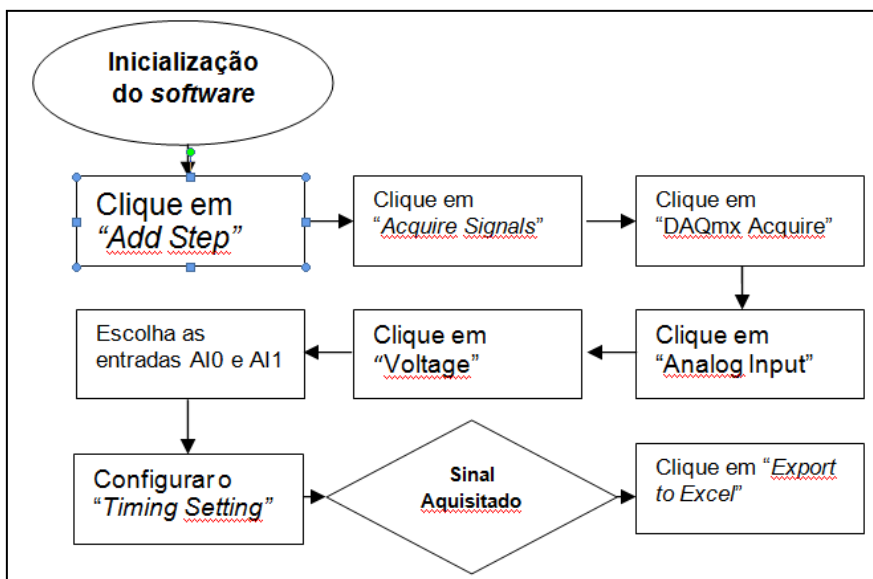 Inicialização
do software
Clique em
“Add Step”
Clique em
“Acquire Signals”
Clique em
“DAQmx Acquire”
Clique em
“Analog Input”
Clique em
“Voltage”
Escolha as
entradas AI0 e AI1
Configurar o
“Timing Setting”
Sinal
Aquisitado
Clique em “Export
to Excel”